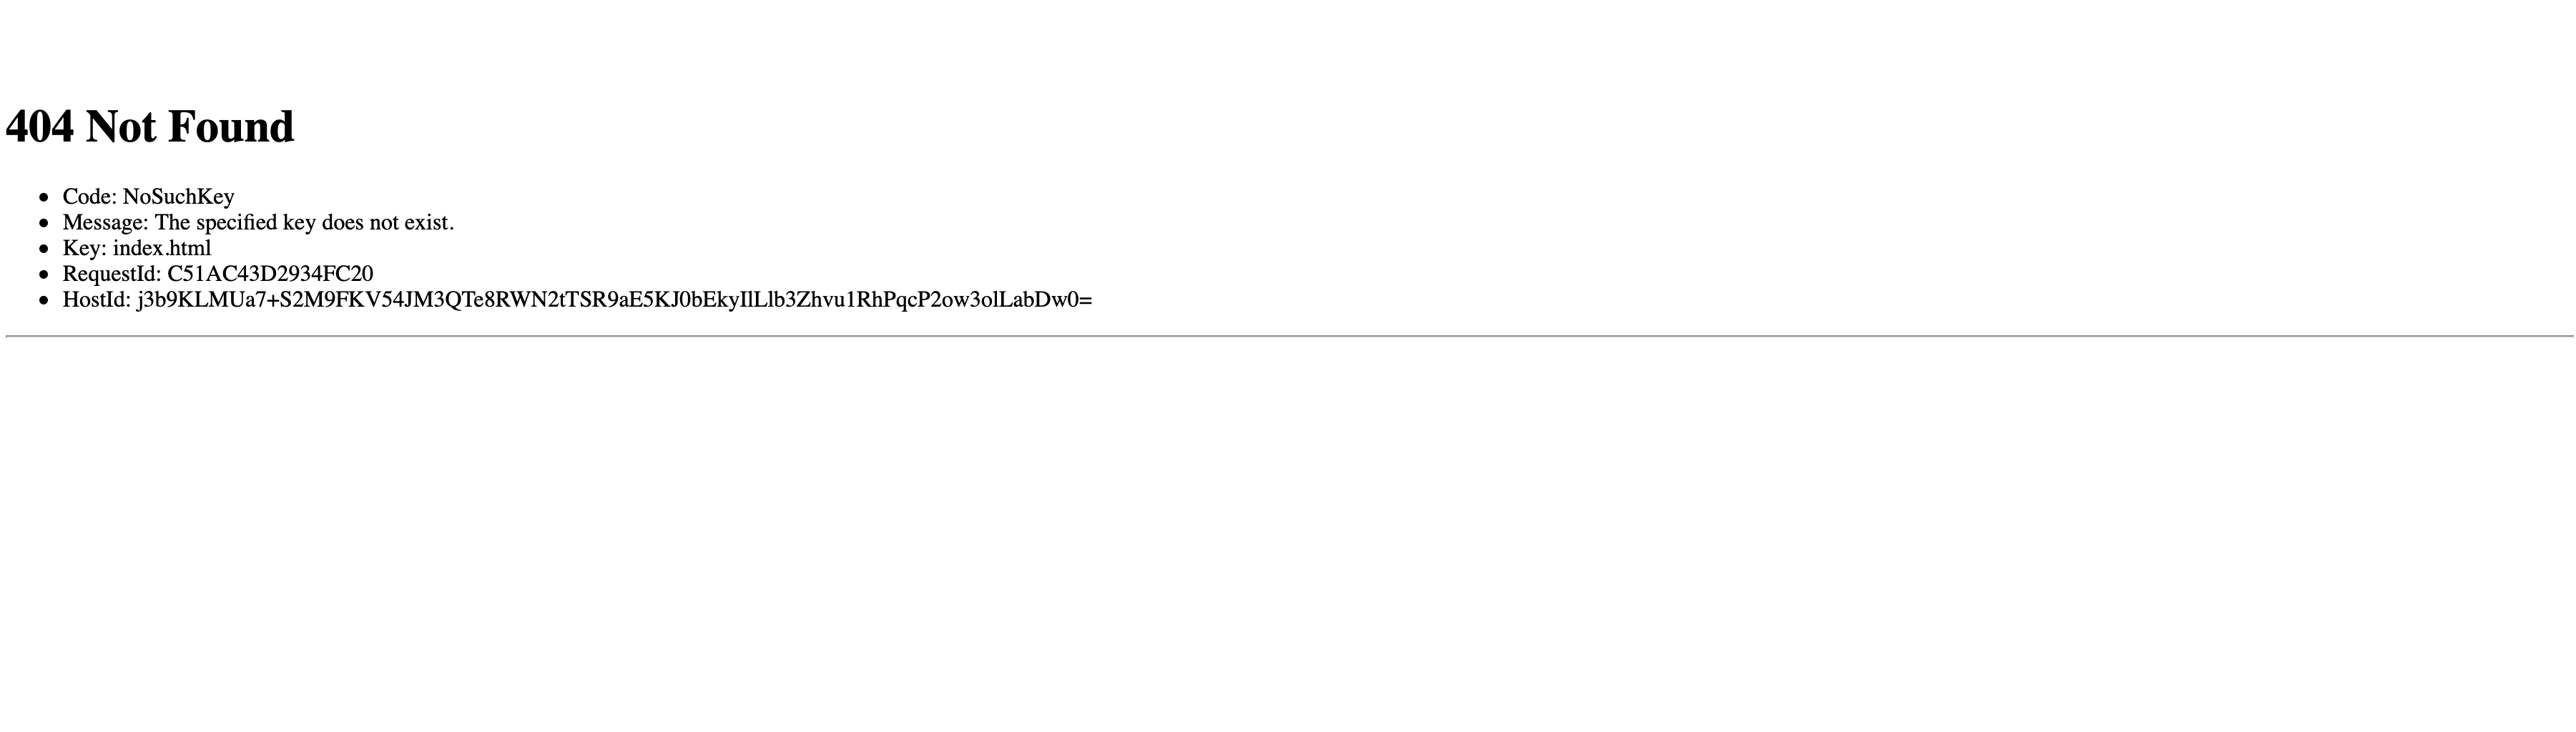 404 Not Found
Code: NoSuchKey
Message: The specified key does not exist.
Key: index.html
RequestId: C51AC43D2934FC20
HostId: j3b9KLMUa7+S2M9FKV54JM3QTe8RWN2tTSR9aE5KJ0bEkyIlLlb3Zhvu1RhPqcP2ow3olLabDw0=